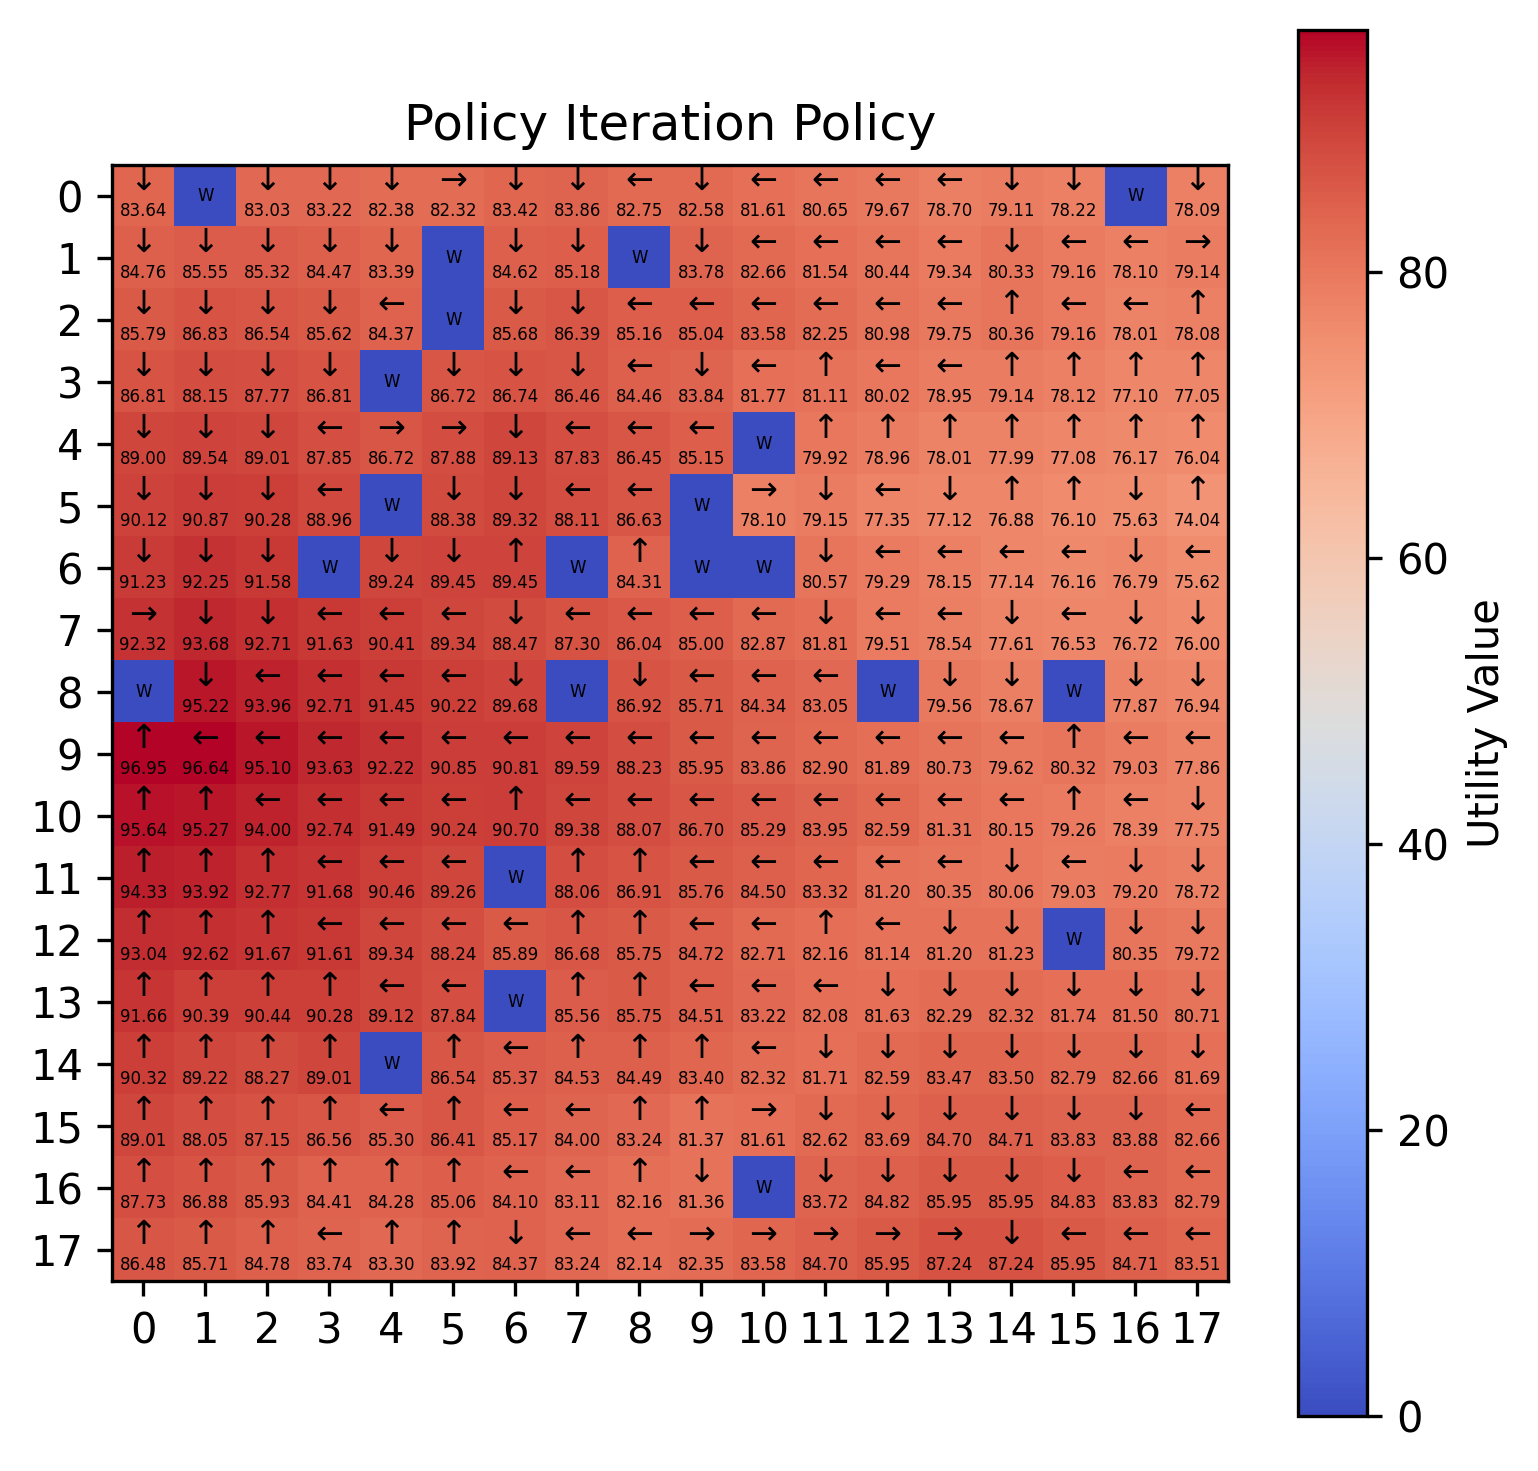 Policy Iteration Policy
0 ↓ W ↓ ↓ ↓ → ↓ ↓ ← ↓ ← ← ← ← ↓ ↓ W ↓
83.64 83.03 83.22 82.38 82.32 83.42 83.86 82.75 82.58 81.61 80.65 79.67 78.70 79.11 78.22 78.09
1 ↓ ↓ ↓ ↓ ↓ W ↓ ↓ W ↓ ← ← ← ← ↓ ← ← →
84.76 85.55 85.32 84.47 83.39 84.62 85.18 83.78 82.66 81.54 80.44 79.34 80.33 79.16 78.10 79.14
2 ↓ ↓ ↓ ↓ ← W ↓ ↓ ← ← ← ← ← ← ↑ ← ← ↑
85.79 86.83 86.54 85.62 84.37 85.68 86.39 85.16 85.04 83.58 82.25 80.98 79.75 80.36 79.16 78.01 78.08
3 ↓ ↓ ↓ ↓ W ↓ ↓ ↓ ← ↓ ← ↑ ← ← ↑ ↑ ↑ ↑
86.81 88.15 87.77 86.81 86.72 86.74 86.46 84.46 83.84 81.77 81.11 80.02 78.95 79.14 78.12 77.10 77.05
4 ↓ ↓ ↓ ← → → ↓ ← ← ← W ↑ ↑ ↑ ↑ ↑ ↑ ↑
89.00 89.54 89.01 87.85 86.72 87.88 89.13 87.83 86.45 85.15 79.92 78.96 78.01 77.99 77.08 76.17 76.04
5 ↓ ↓ ↓ ← W ↓ ↓ ← ← W → ↓ ← ↓ ↑ ↑ ↓ ↑
90.12 90.87 90.28 88.96 88.38 89.32 88.11 86.63 78.10 79.15 77.35 77.12 76.88 76.10 75.63 74.04
6 ↓ ↓ ↓ W ↓ ↓ ↑ W ↑ W W ↓ ← ← ← ← ↓ ←
91.23 92.25 91.58 89.24 89.45 89.45 84.31 80.57 79.29 78.15 77.14 76.16 76.79 75.62
7 → ↓ ↓ ← ← ← ↓ ← ← ← ← ↓ ← ← ↓ ← ↓ ↓
92.32 93.68 92.71 91.63 90.41 89.34 88.47 87.30 86.04 85.00 82.87 81.81 79.51 78.54 77.61 76.53 76.72 76.00
8 W ↓ ← ← ← ← ↓ W ↓ ← ← ← W ↓ ↓ W ↓ ↓
95.22 93.96 92.71 91.45 90.22 89.68 86.92 85.71 84.34 83.05 79.56 78.67 77.87 76.94
9 ↑ ← ← ← ← ← ← ← ← ← ← ← ← ← ← ↑ ← ←
96.95 96.64 95.10 93.63 92.22 90.85 90.81 89.59 88.23 85.95 83.86 82.90 81.89 80.73 79.62 80.32 79.03 77.86
10 ↑ ↑ ← ← ← ← ↑ ← ← ← ← ← ← ← ← ↑ ← ↓
95.64 95.27 94.00 92.74 91.49 90.24 90.70 89.38 88.07 86.70 85.29 83.95 82.59 81.31 80.15 79.26 78.39 77.75
11 ↑ ↑ ↑ ← ← ← W ↑ ↑ ← ← ← ← ← ↓ ← ↓ ↓
94.33 93.92 92.77 91.68 90.46 89.26 88.06 86.91 85.76 84.50 83.32 81.20 80.35 80.06 79.03 79.20 78.72
12 ↑ ↑ ↑ ← ← ← ← ↑ ↑ ← ← ↑ ← ↓ ↓ W ↓ ↓
93.04 92.62 91.67 91.61 89.34 88.24 85.89 86.68 85.75 84.72 82.71 82.16 81.14 81.20 81.23 80.35 79.72
13 ↑ ↑ ↑ ↑ ← ← W ↑ ↑ ← ← ← ↓ ↓ ↓ ↓ ↓ ↓
91.66 90.39 90.44 90.28 89.12 87.84 85.56 85.75 84.51 83.22 82.08 81.63 82.29 82.32 81.74 81.50 80.71
14 ↑ ↑ ↑ ↑ W ↑ ← ↑ ↑ ↑ ← ↓ ↓ ↓ ↓ ↓ ↓ ↓
90.32 89.22 88.27 89.01 86.54 85.37 84.53 84.49 83.40 82.32 81.71 82.59 83.47 83.50 82.79 82.66 81.69
15 ↑ ↑ ↑ ↑ ← ↑ ← ← ↑ ↑ → ↓ ↓ ↓ ↓ ↓ ↓ ←
89.01 88.05 87.15 86.56 85.30 86.41 85.17 84.00 83.24 81.37 81.61 82.62 83.69 84.70 84.71 83.83 83.88 82.66
16 ↑ ↑ ↑ ↑ ↑ ↑ ← ← ↑ ↓ W ↓ ↓ ↓ ↓ ↓ ← ←
87.73 86.88 85.93 84.41 84.28 85.06 84.10 83.11 82.16 81.36 83.72 84.82 85.95 85.95 84.83 83.83 82.79
17 ↑ ↑ ↑ ← ↑ ↑ ↓ ← ← → → → → → ↓ ← ← ←
86.48 85.71 84.78 83.74 83.30 83.92 84.37 83.24 82.14 82.35 83.58 84.70 85.95 87.24 87.24 85.95 84.71 83.51
0 1 2 3 4 5 6 7 8 9 10 11 12 13 14 15 16 17
80
60
40
20
0
Utility Value